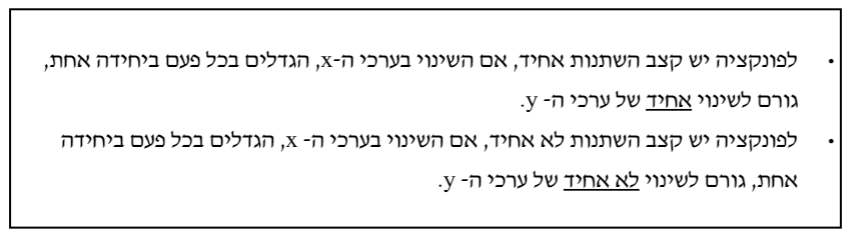 • לפונקציה יש קצב השתנות אחיד, אם השינוי בערכי ה-x, הגדלים בכל פעם ביחידה אחת,
גורם לשינוי אחיד של ערכי ה- y.
• לפונקציה יש קצב השתנות לא אחיד, אם השינוי בערכי ה- x, הגדלים בכל פעם ביחידה
אחת, גורם לשינוי לא אחיד של ערכי ה- y.